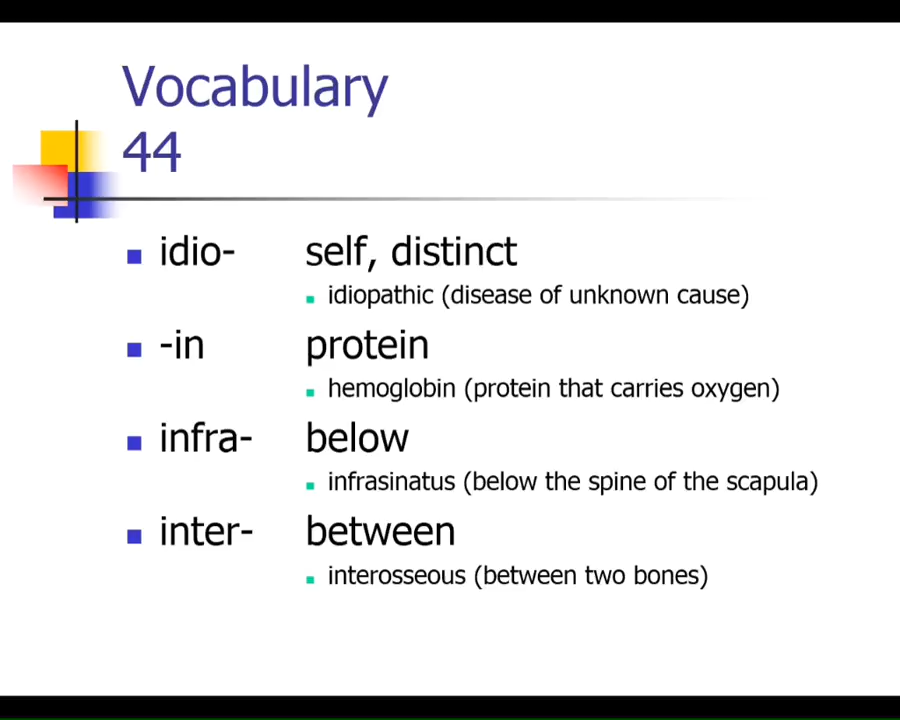 Vocabulary
44
idio- self, distinct
idiopathic (disease of unknown cause)
-in protein
hemoglobin (protein that carries oxygen)
infra- below
infrasinatus (below the spine of the scapula)
inter- between
interosseous (between two bones)